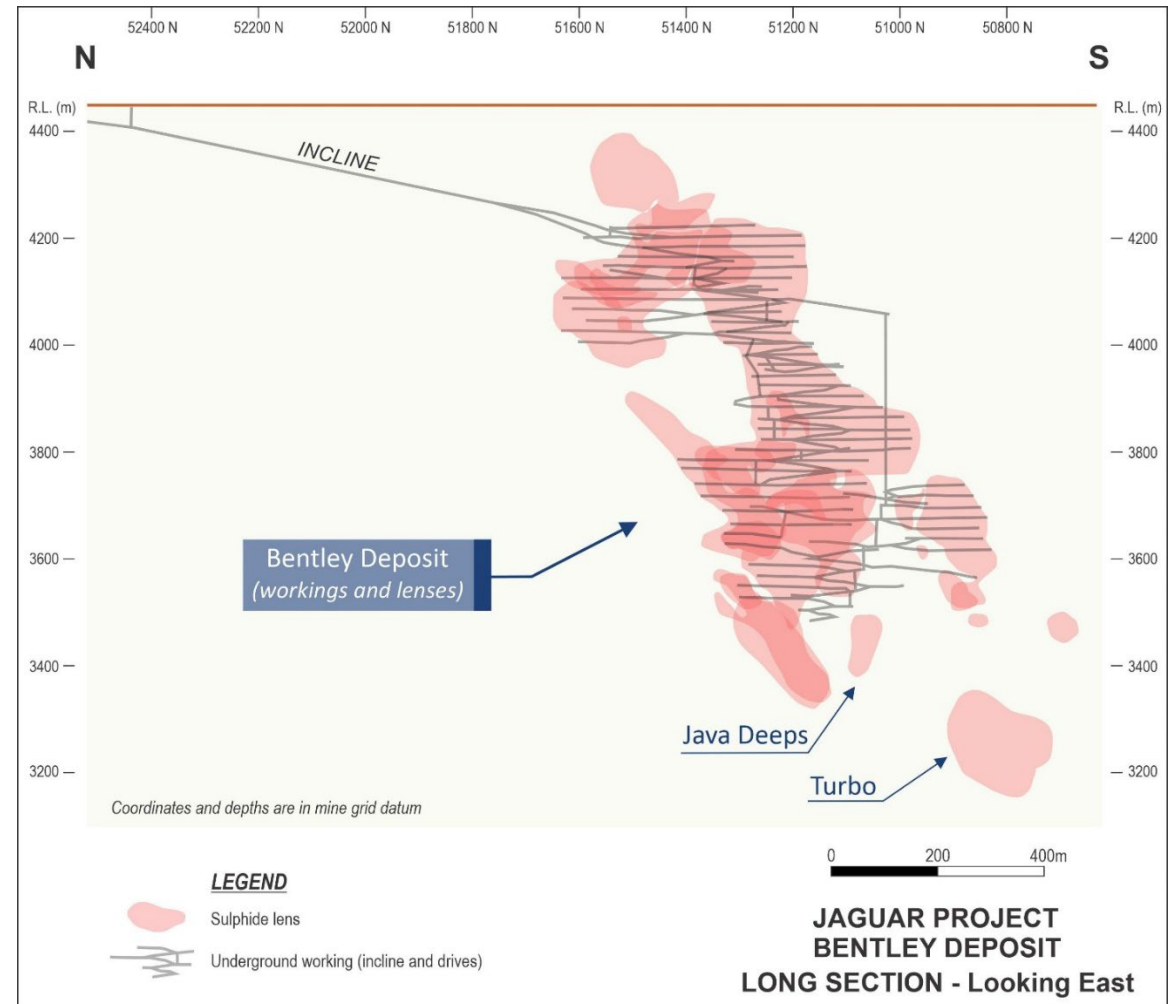 52400 N 52200 N 52000 N 51800 N 51600 N 51400 N 51200 N 51000 N 50800 N
N S
R.L. (m) R.L. (m)
4400 4400
INCLINE
4200 4200
4000 4000
3800 3800
Bentley Deposit
(workings and lenses)
3600 3600
3400 3400
Java Deeps
3200 3200
Turbo
Coordinates and depths are in mine grid datum
0 200 400m
LEGEND
Sulphide lens
Underground working (incline and drives)
JAGUAR PROJECT
BENTLEY DEPOSIT
LONG SECTION - Looking East